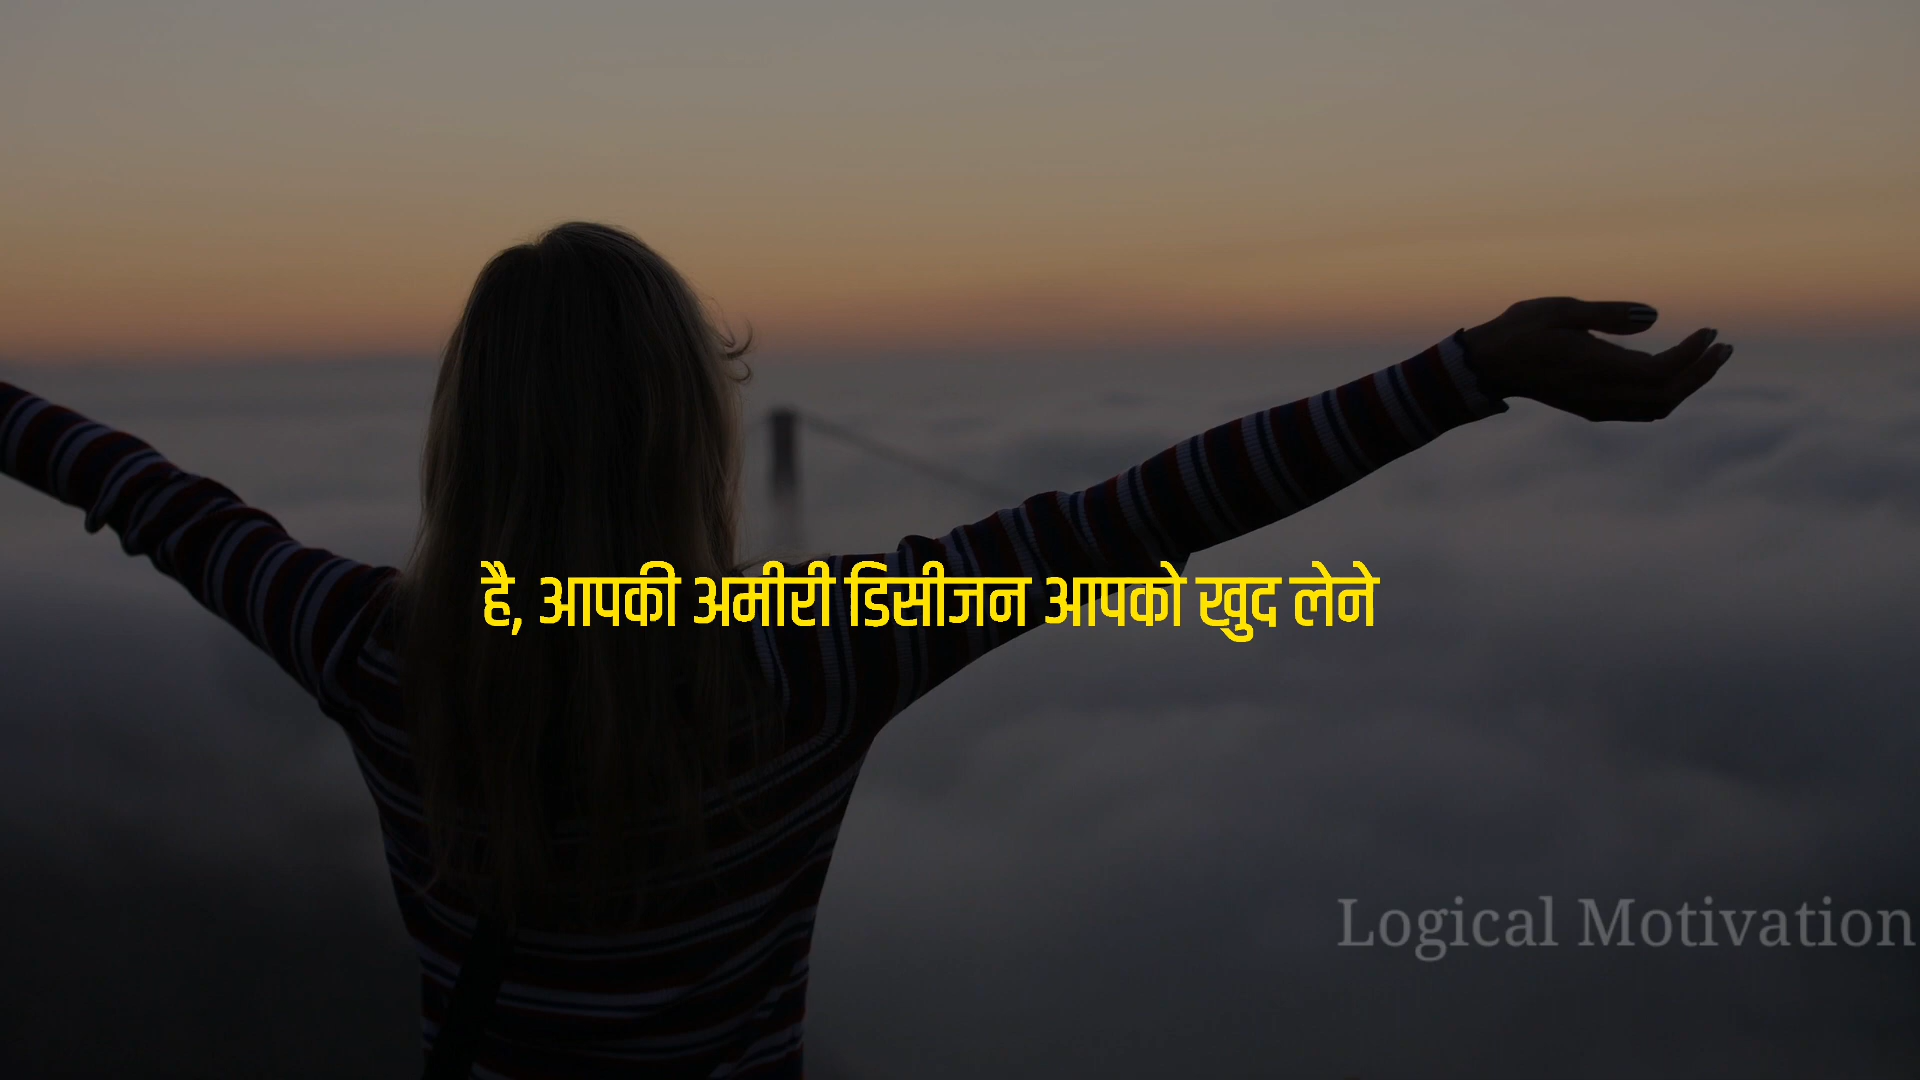 है, आपकी अमीरी डिसीजन आपको खुद लेने
Logical Motivation